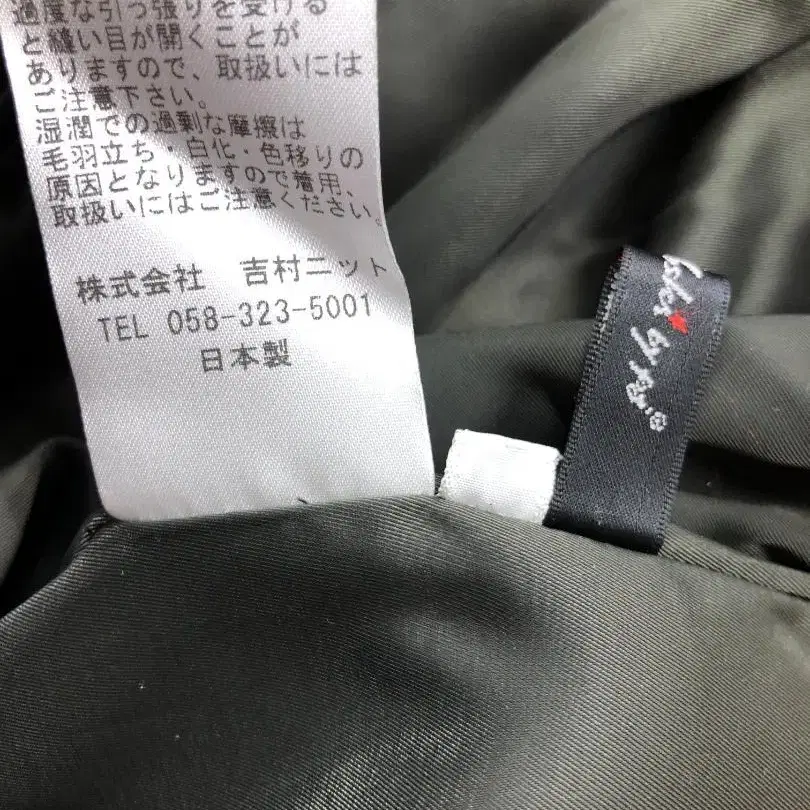 過度な引っ張りを受ける
と縫い目が開くことが
ありますので、取扱いには
ご注意下さい。
湿潤での過剰な摩擦は
毛羽立ち・白化・色移りの
原因となりますので着用、
取扱いにはご注意ください。
株式会社 吉村ニット
TEL 058-323-5001
日本製